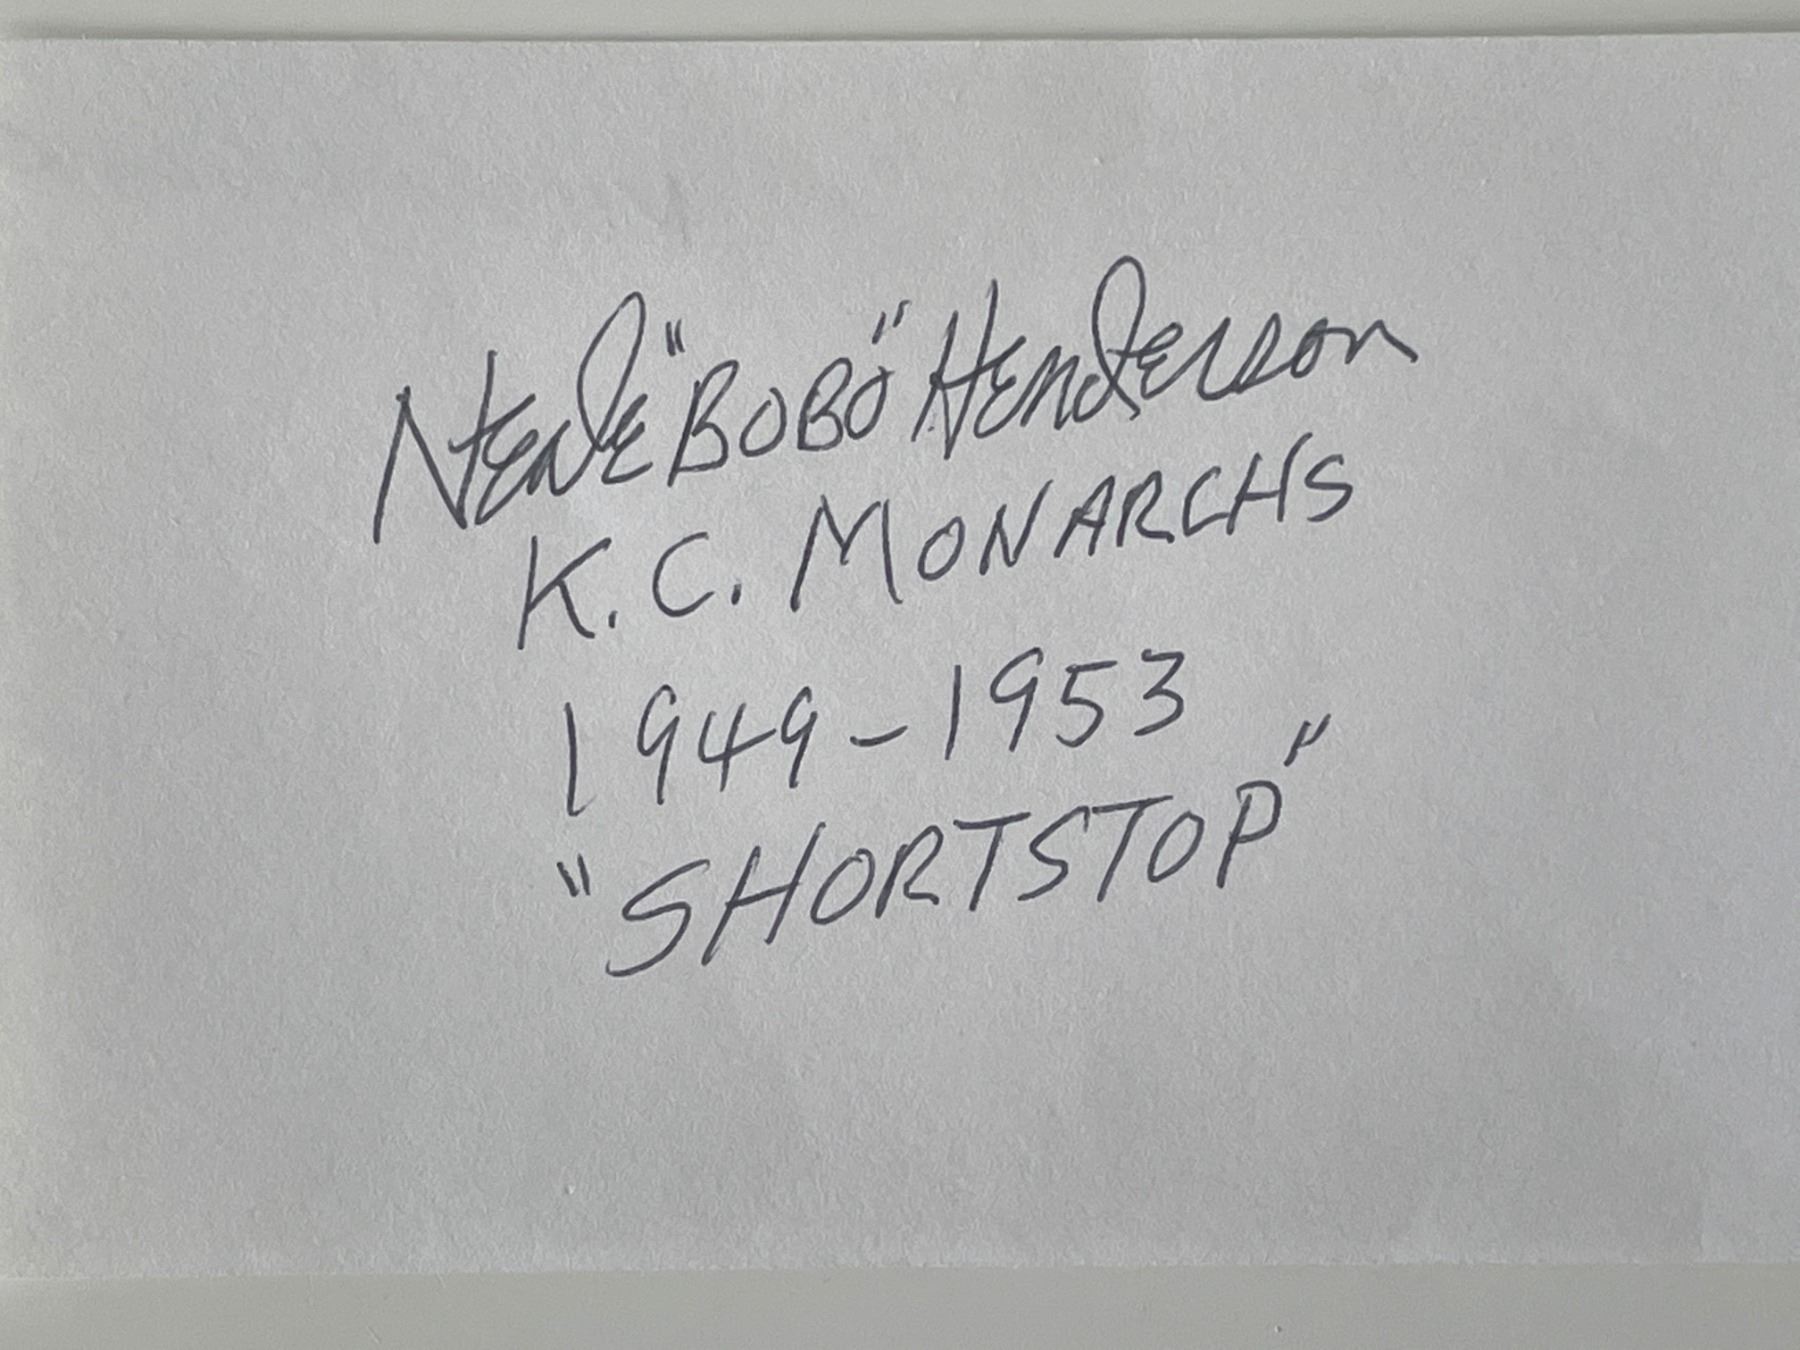 Neale "BOBO" Henderson
K.C. MONARCHS
1949-1953
"SHORTSTOP"